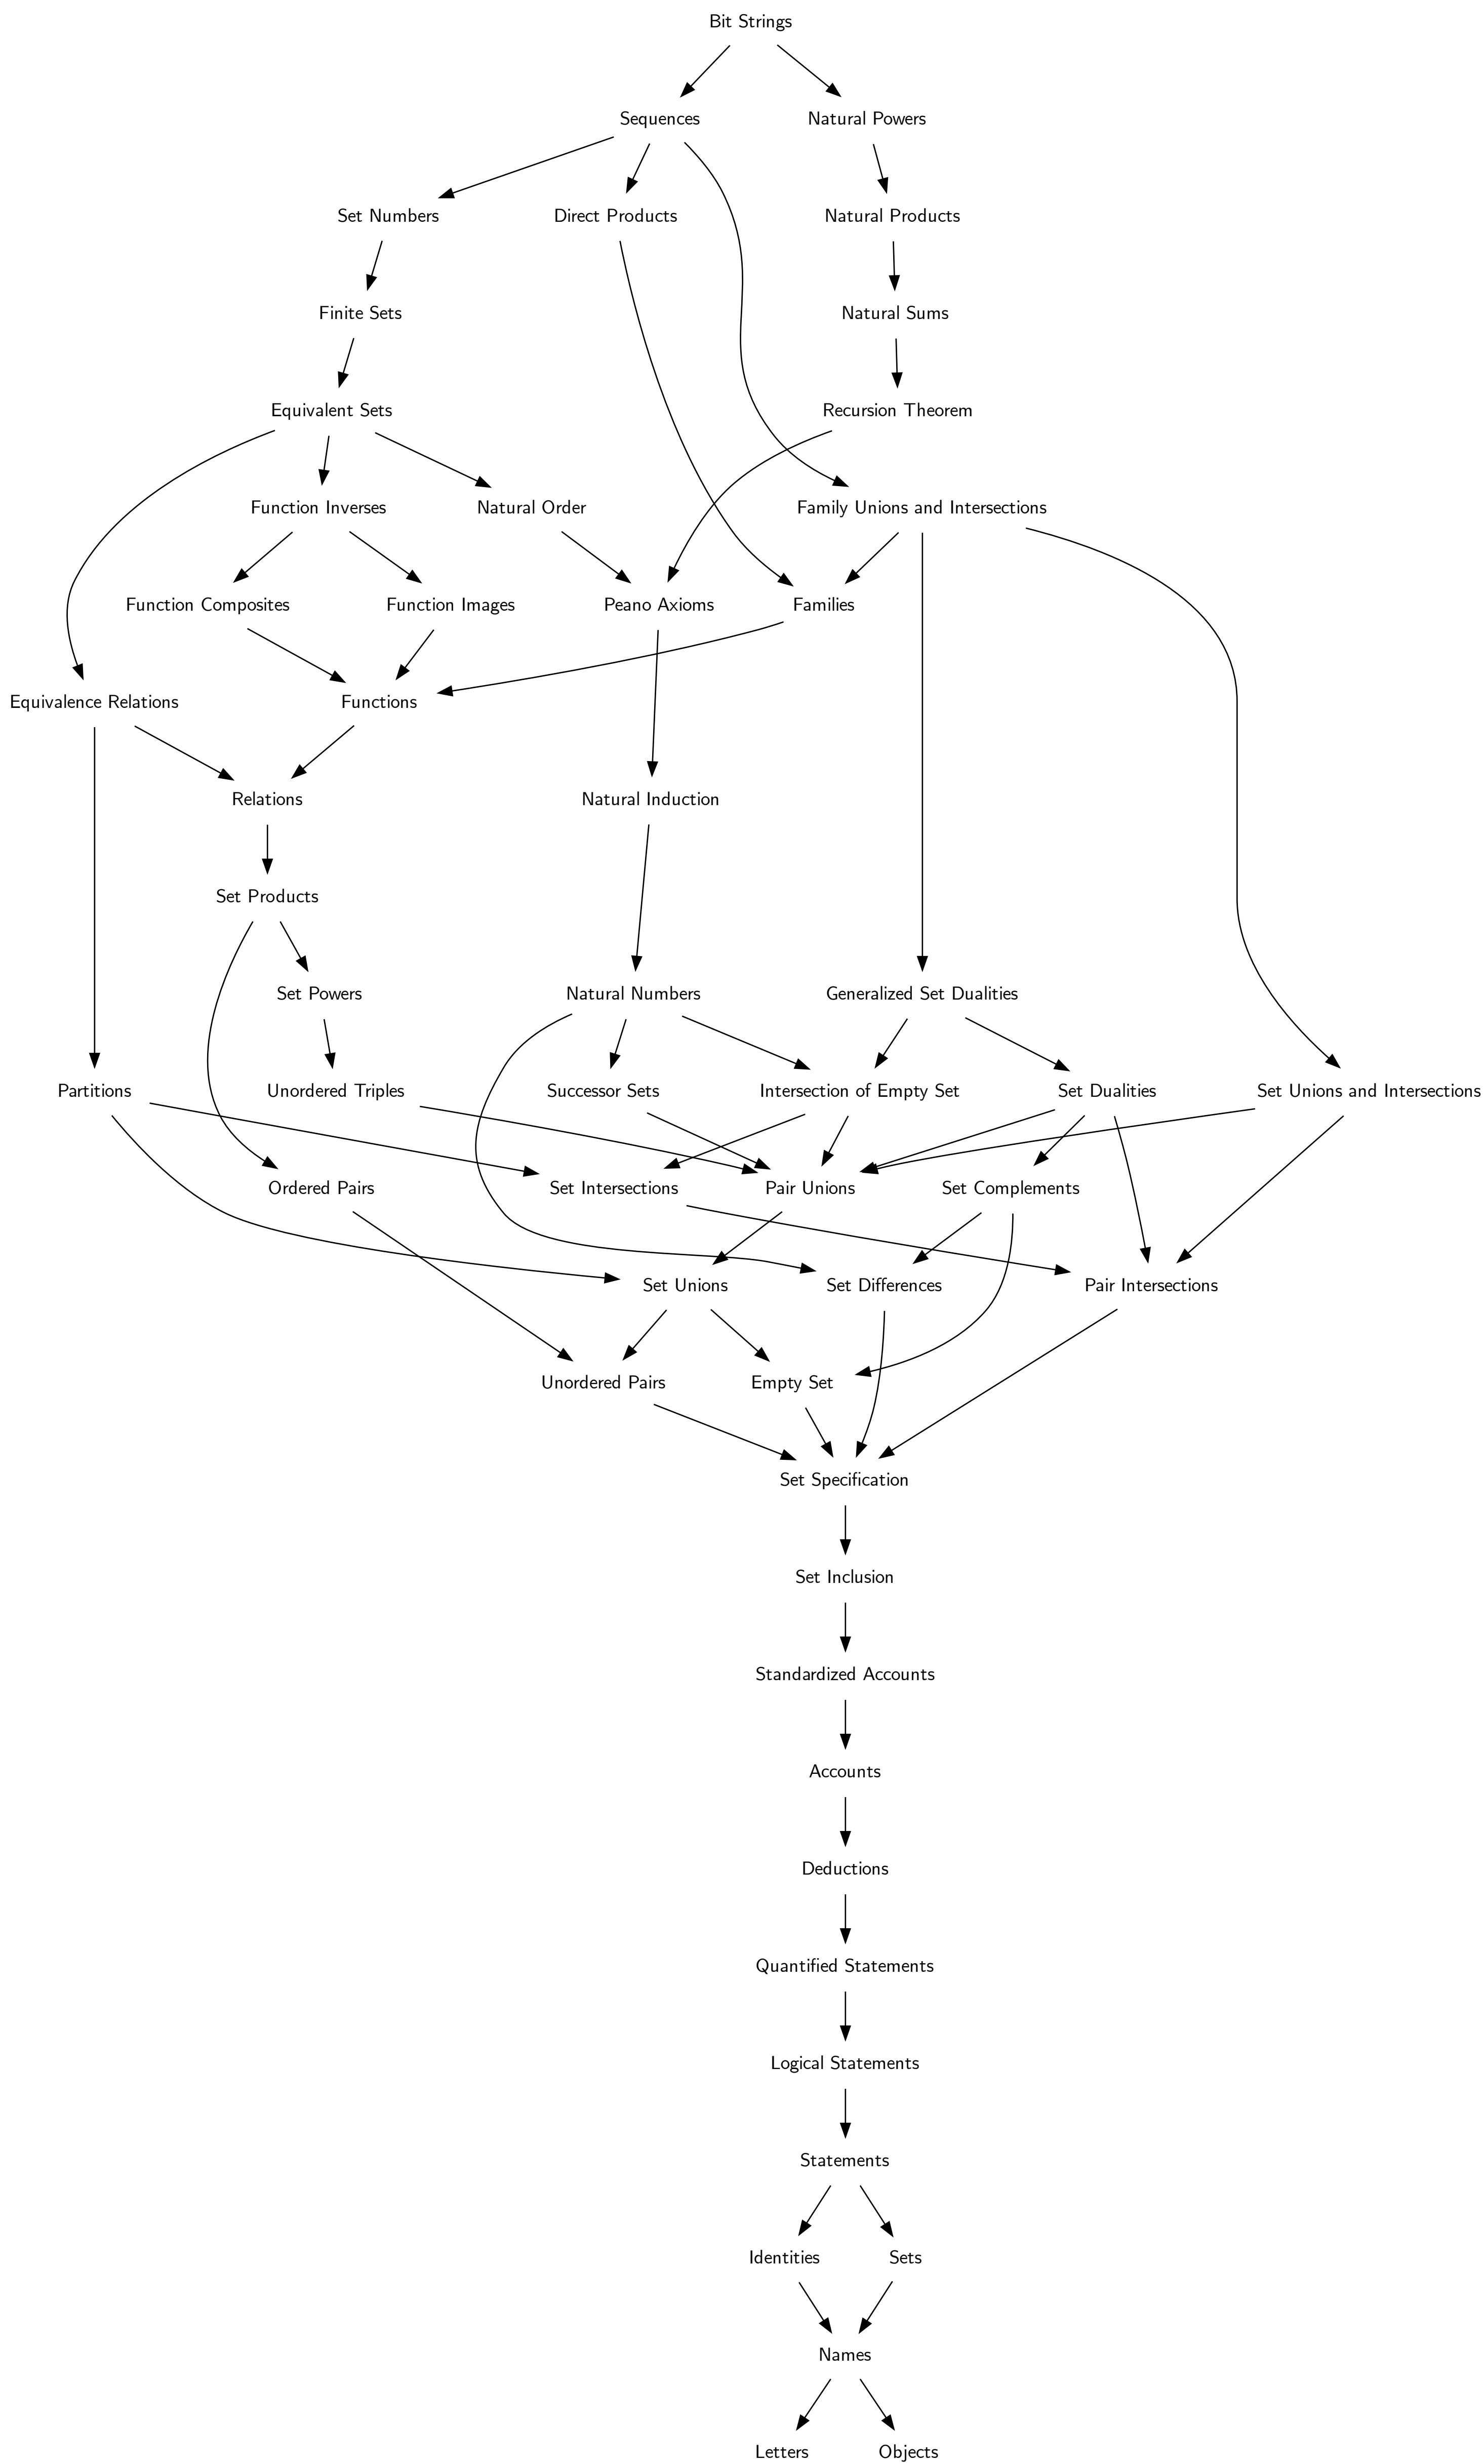 Bit Strings
Sequences
Natural Powers
Set Numbers
Direct Products
Natural Products
Finite Sets
Natural Sums
Equivalent Sets
Recursion Theorem
Function Inverses
Natural Order
Family Unions and Intersections
Function Composites
Function Images
Peano Axioms
Families
Equivalence Relations
Functions
Relations
Natural Induction
Set Products
Set Powers
Natural Numbers
Generalized Set Dualities
Partitions
Unordered Triples
Successor Sets
Intersection of Empty Set
Set Dualities
Set Unions and Intersections
Ordered Pairs
Set Intersections
Pair Unions
Set Complements
Set Unions
Set Differences
Pair Intersections
Unordered Pairs
Empty Set
Set Specification
Set Inclusion
Standardized Accounts
Accounts
Deductions
Quantified Statements
Logical Statements
Statements
Identities
Sets
Names
Letters
Objects